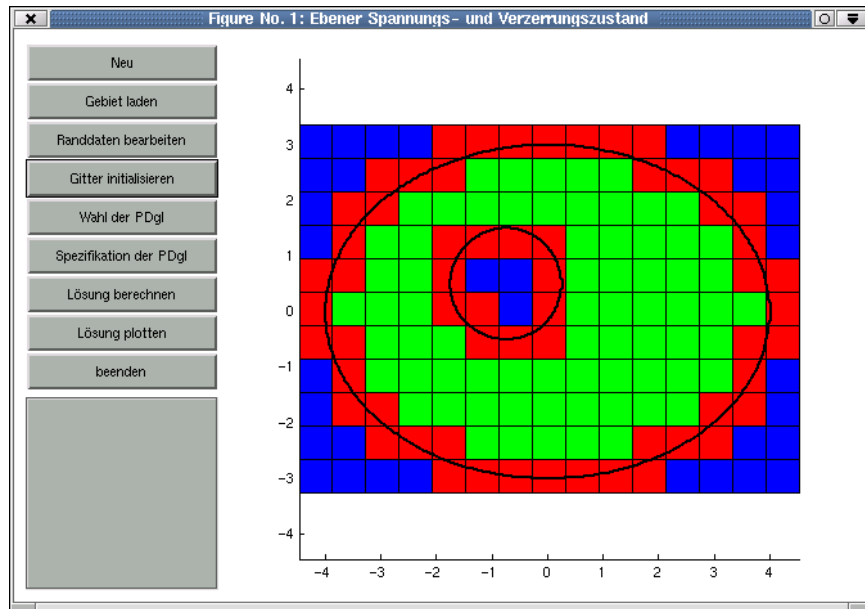 Figure No. 1: Ebener Spannungs- und Verzerrungszustand
Neu
Gebiet laden
Randdaten bearbeiten
Gitter initialisieren
Wahl der PDgl
Spezifikation der PDgl
Lösung berechnen
Lösung plotten
beenden
4
3
2
1
0
-1
-2
-3
-4
-4 -3 -2 -1 0 1 2 3 4